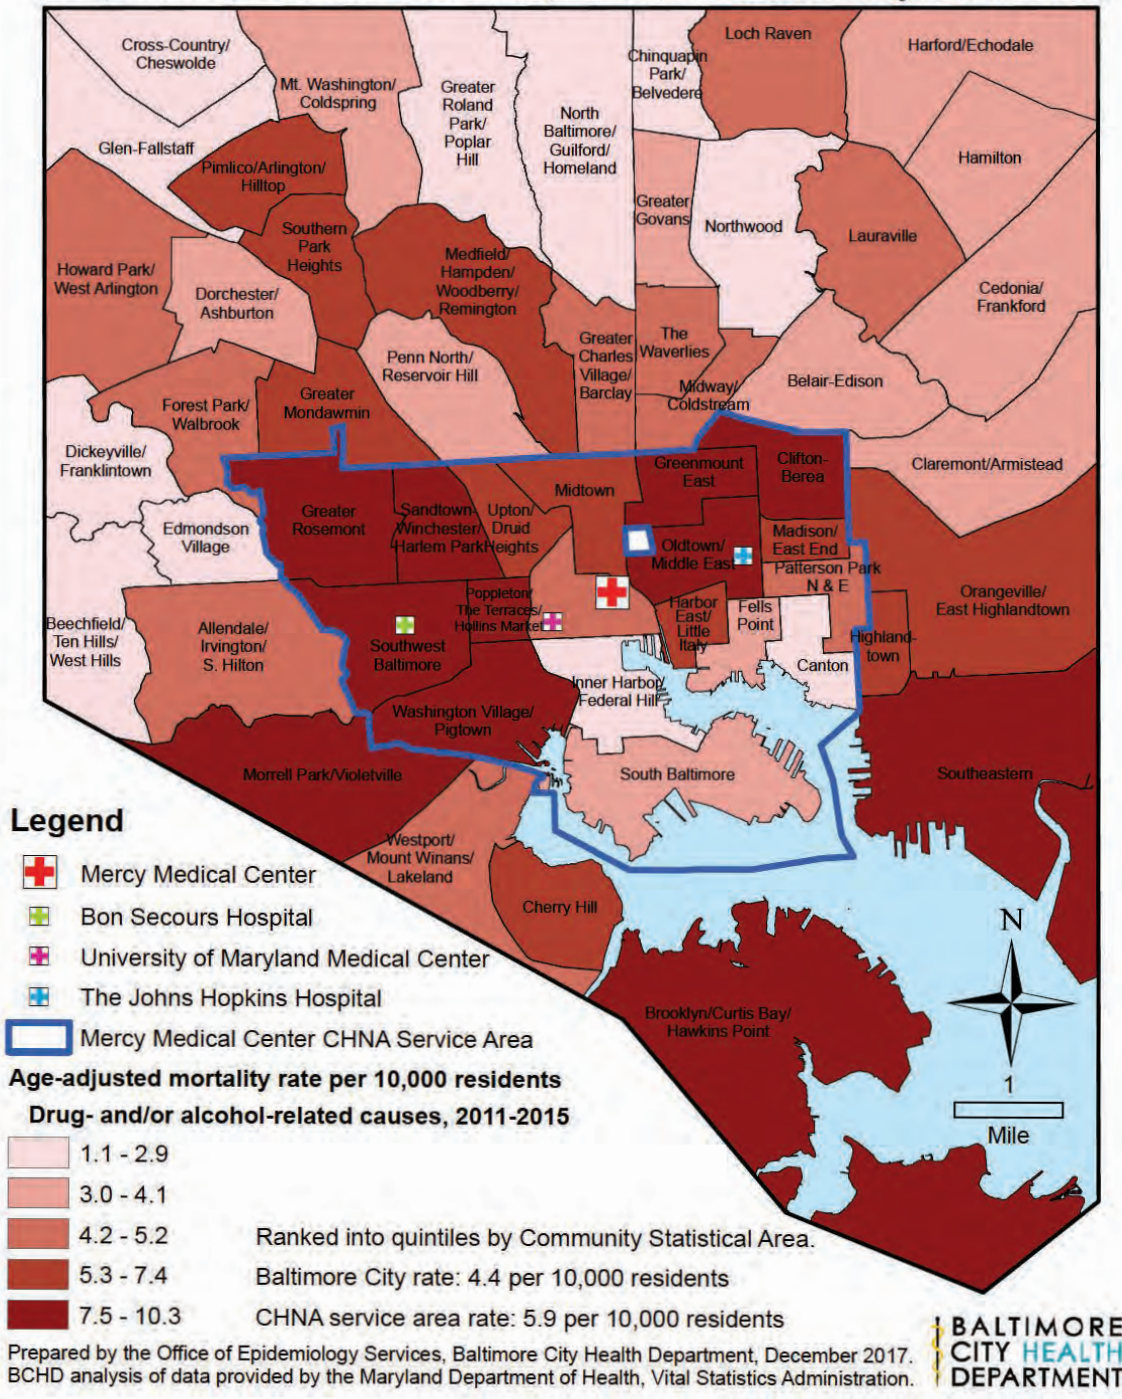 Cross-Country/
Cheswolde
Mt. Washington/
Coldspring
Greater
Roland
Park/
Poplar
Hill
North
Baltimore/
Guilford/
Homeland
Chinquapin
Park/
Belvedere
Loch Raven
Harford/Echodale
Glen-Fallstaff
Pimlico/Arlington/
Hilltop
Hamilton
Greater
Govans
Northwood
Lauraville
Southern
Park
Heights
Medfield/
Hampden/
Woodberry/
Remington
Howard Park/
West Arlington
Dorchester/
Ashburton
Cedonia/
Frankford
Greater
Charles
Village/
Barclay
The
Waverlies
Penn North/
Reservoir Hill
Belair-Edison
Midway/
Coldstream
Greater
Mondawmin
Forest Park/
Walbrook
Dickeyville/
Franklintown
Claremont/Armistead
Greenmount
East
Clifton-
Berea
Midtown
Greater
Rosemont
Sandtown-
Winchester/
Harlem Park
Upton/
Druid
Heights
Edmondson
Village
Oldtown/
Middle East
Madison/
East End
Patterson Park
N & E
Orangeville/
East Highlandtown
Poppleton/
The Terraces/
Hollins Market
Harbor
East/
Little
Italy
Fells
Point
Beechfield/
Ten Hills/
West Hills
Allendale/
Irvington/
S. Hilton
Southwest
Baltimore
Canton
Highland-
town
Inner Harbor/
Federal Hill
Washington Village/
Pigtown
Morrell Park/Violetville
South Baltimore
Southeastern
Westport/
Mount Winans/
Lakeland
Cherry Hill
Brooklyn/Curtis Bay/
Hawkins Point
N
1
Mile
Legend
Mercy Medical Center
Bon Secours Hospital
University of Maryland Medical Center
The Johns Hopkins Hospital
Mercy Medical Center CHNA Service Area
Age-adjusted mortality rate per 10,000 residents
Drug- and/or alcohol-related causes, 2011-2015
1.1 - 2.9
3.0 - 4.1
4.2 - 5.2
5.3 - 7.4
7.5 - 10.3
Ranked into quintiles by Community Statistical Area.
Baltimore City rate: 4.4 per 10,000 residents
CHNA service area rate: 5.9 per 10,000 residents
Prepared by the Office of Epidemiology Services, Baltimore City Health Department, December 2017.
BCHD analysis of data provided by the Maryland Department of Health, Vital Statistics Administration.
BALTIMORE
CITY HEALTH
DEPARTMENT